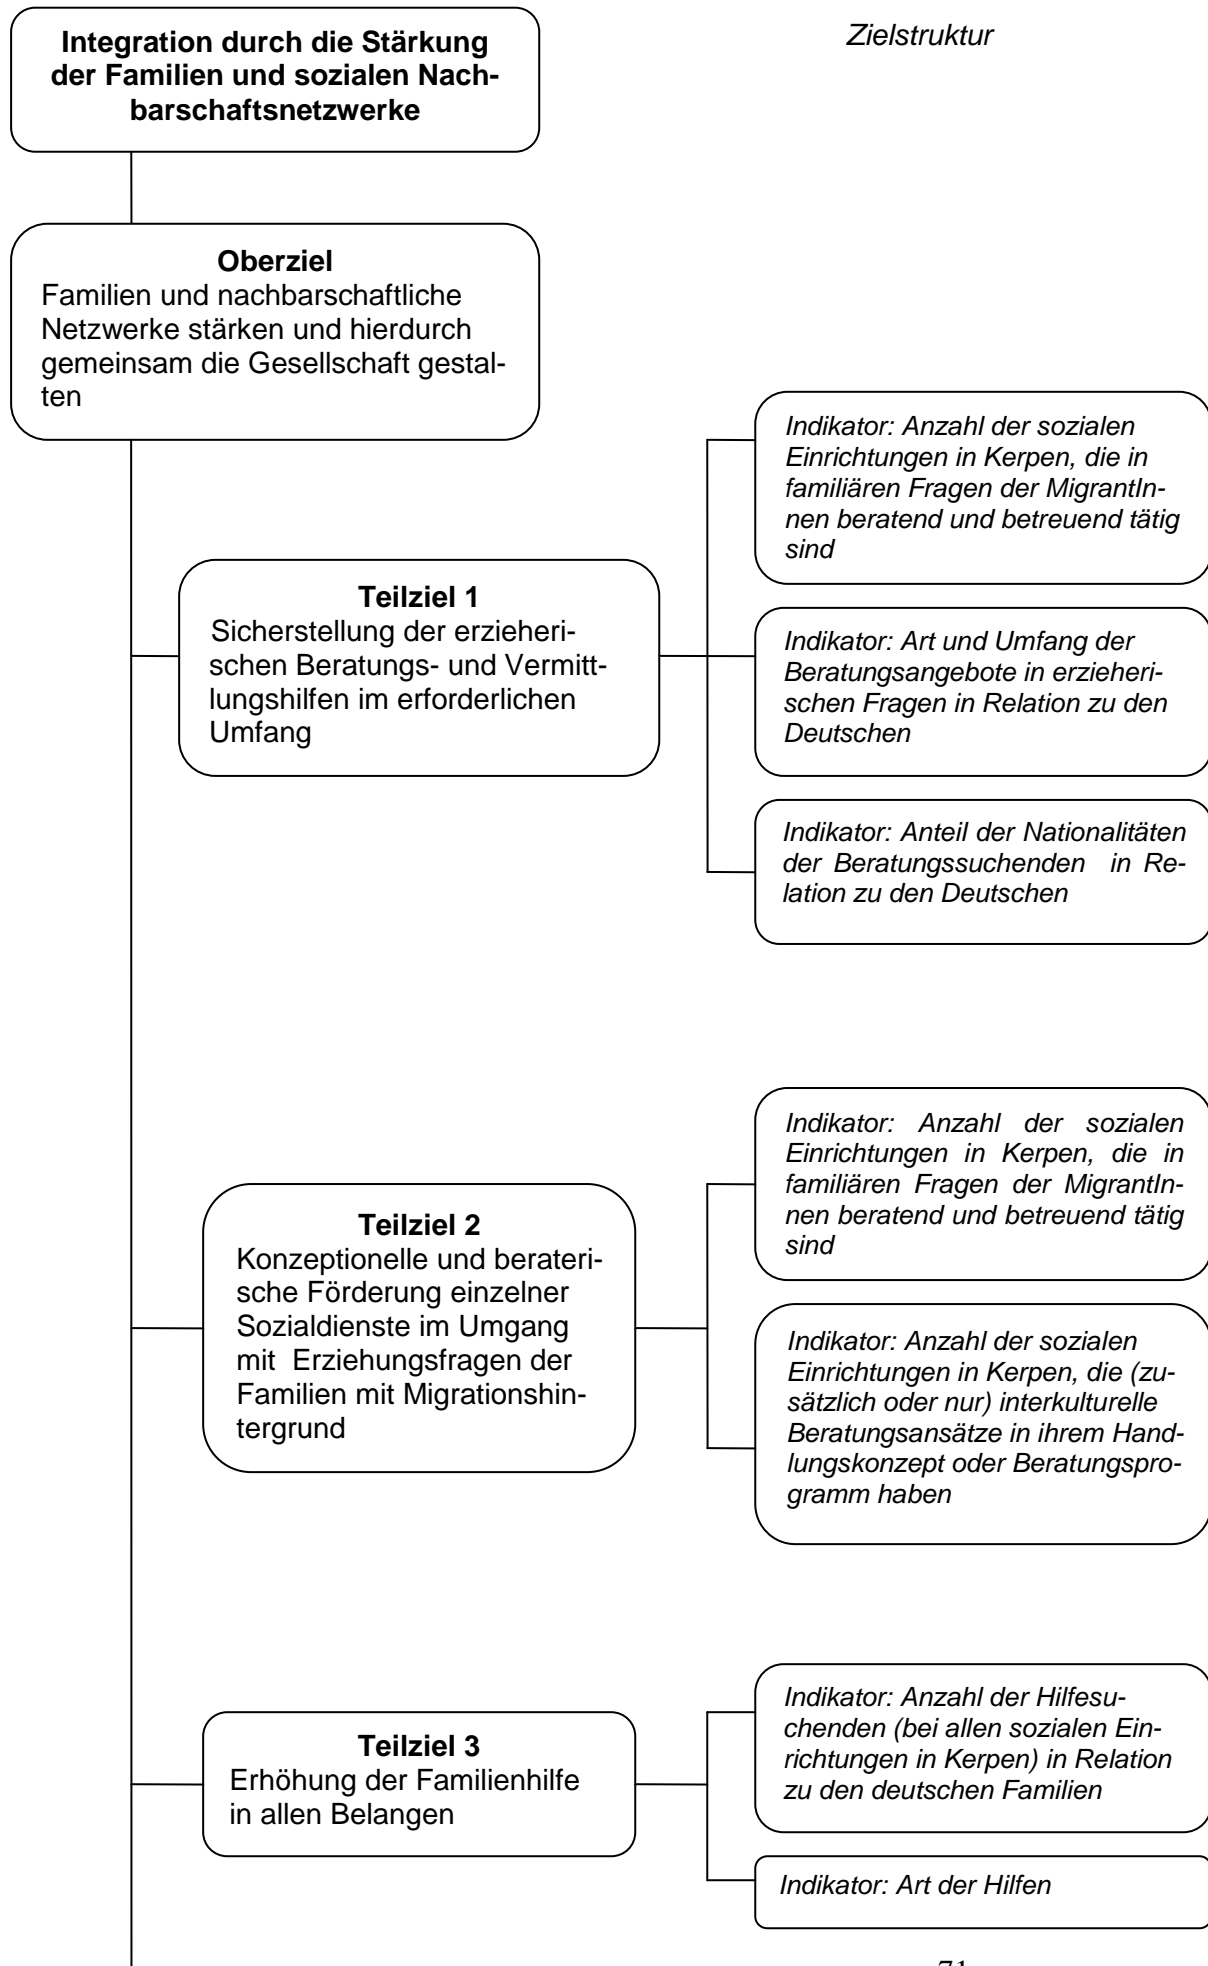 Zielstruktur
Integration durch die Stärkung
der Familien und sozialen Nach-
barschaftsnetzwerke
Oberziel
Familien und nachbarschaftliche
Netzwerke stärken und hierdurch
gemeinsam die Gesellschaft gestal-
ten
Teilziel 1
Sicherstellung der erzieheri-
schen Beratungs- und Vermitt-
lungshilfen im erforderlichen
Umfang
Indikator: Anzahl der sozialen
Einrichtungen in Kerpen, die in
familiären Fragen der MigrantIn-
nen beratend und betreuend tätig
sind
Indikator: Art und Umfang der
Beratungsangebote in erzieheri-
schen Fragen in Relation zu den
Deutschen
Indikator: Anteil der Nationalitäten
der Beratungssuchenden in Re-
lation zu den Deutschen
Teilziel 2
Konzeptionelle und berateri-
sche Förderung einzelner
Sozialdienste im Umgang
mit Erziehungsfragen der
Familien mit Migrationshin-
tergrund
Indikator: Anzahl der sozialen
Einrichtungen in Kerpen, die in
familiären Fragen der MigrantIn-
nen beratend und betreuend tätig
sind
Indikator: Anzahl der sozialen
Einrichtungen in Kerpen, die (zu-
sätzlich oder nur) interkulturelle
Beratungsansätze in ihrem Hand-
lungskonzept oder Beratungspro-
gramm haben
Teilziel 3
Erhöhung der Familienhilfe
in allen Belangen
Indikator: Anzahl der Hilfesu-
chenden (bei allen sozialen Ein-
richtungen in Kerpen) in Relation
zu den deutschen Familien
Indikator: Art der Hilfen
71